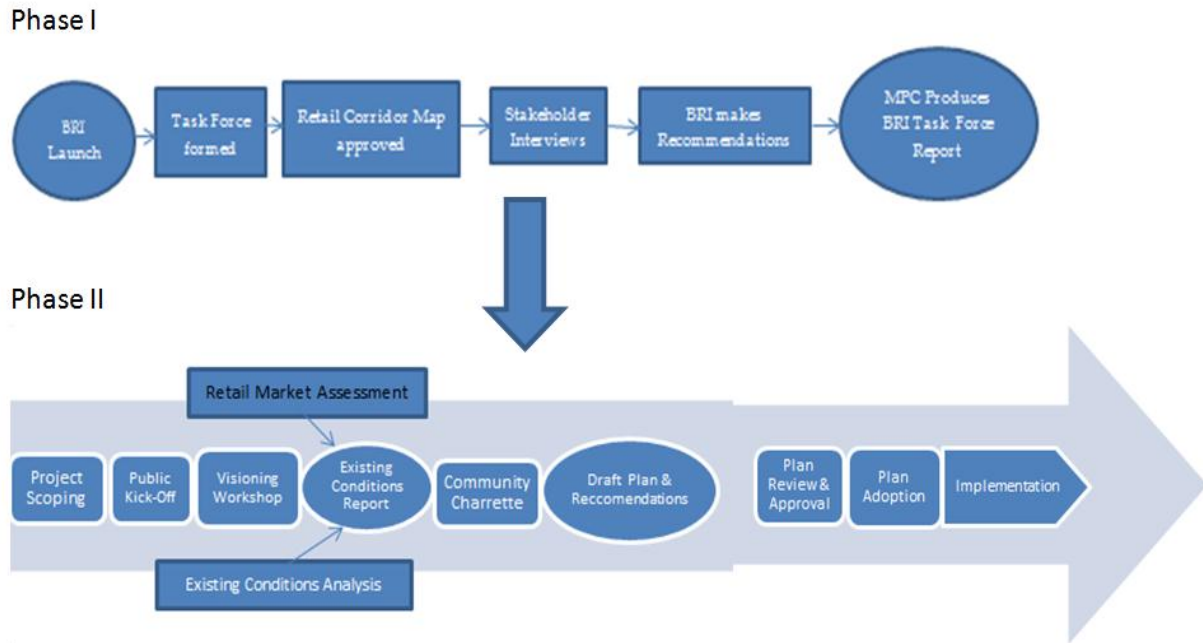 Phase I
BRI
Launch
Task Force
formed
Retail Corridor Map
approved
Stakeholder
Interviews
BRI makes
Recommendations
MPC Produces
BRI Task Force
Report
Phase II
Retail Market Assessment
Project
Scoping
Public
Kick-Off
Visioning
Workshop
Existing
Conditions
Report
Community
Charrette
Draft Plan &
Reccomendations
Plan
Review &
Approval
Plan
Adoption
Implementation
Existing Conditions Analysis